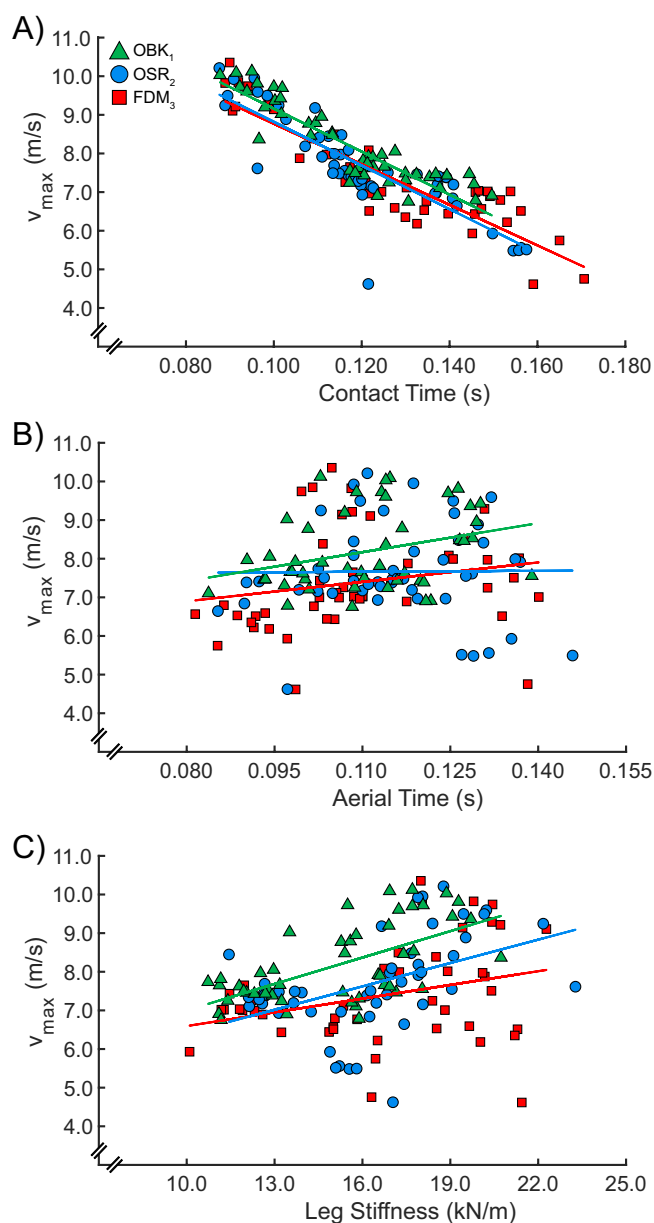 A)
11.0
10.0
9.0
8.0
7.0
6.0
5.0
4.0
v_max (m/s)
OBK₁
OSR₂
FDM₃
0.080 0.100 0.120 0.140 0.160 0.180
Contact Time (s)
B)
11.0
10.0
9.0
8.0
7.0
6.0
5.0
4.0
v_max (m/s)
0.080 0.095 0.110 0.125 0.140 0.155
Aerial Time (s)
C)
11.0
10.0
9.0
8.0
7.0
6.0
5.0
4.0
v_max (m/s)
10.0 13.0 16.0 19.0 22.0 25.0
Leg Stiffness (kN/m)